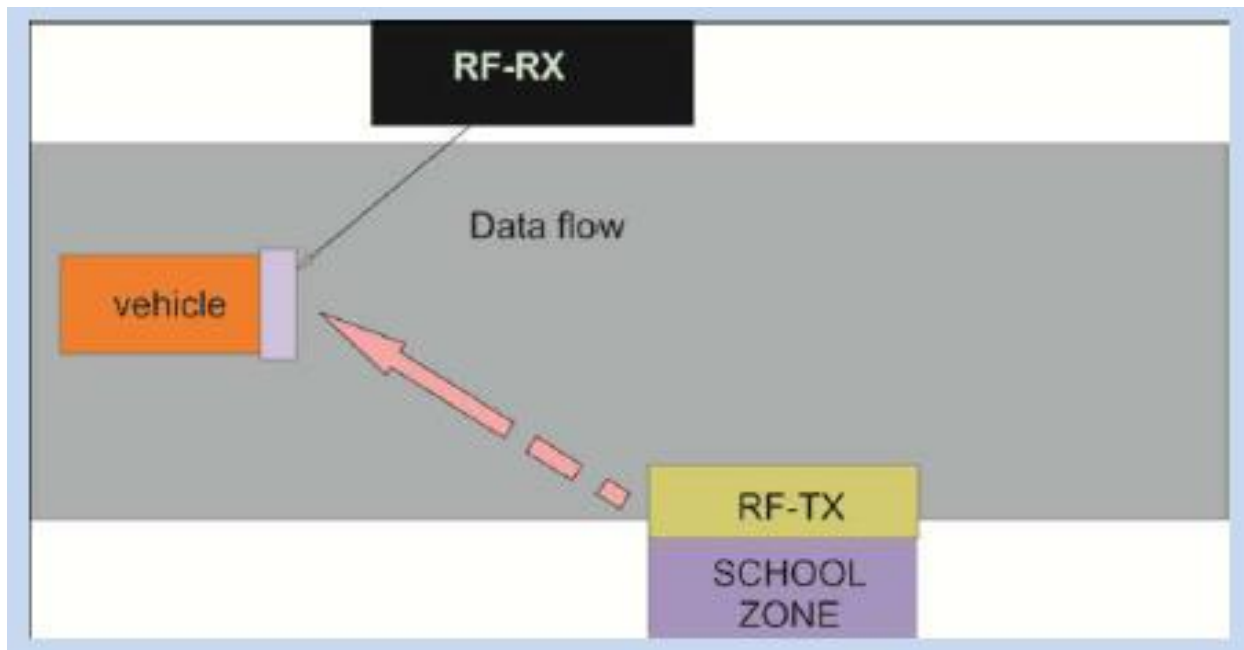 RF-RX
Data flow
vehicle
RF-TX
SCHOOL
ZONE